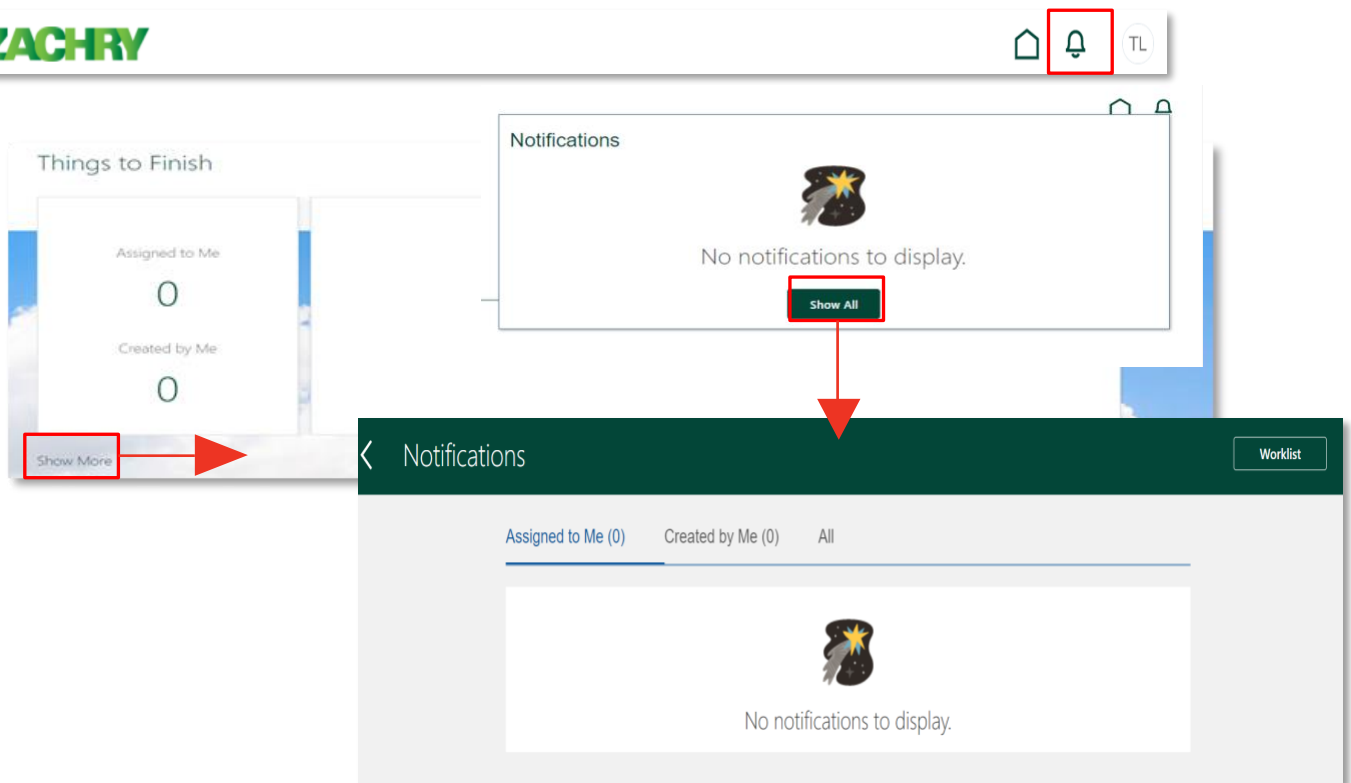 ZACHRY
TL
Notifications
No notifications to display.
Show All
Things to Finish
Assigned to Me
0
Created by Me
0
Show More
Notifications
Worklist
Assigned to Me (0) Created by Me (0) All
No notifications to display.